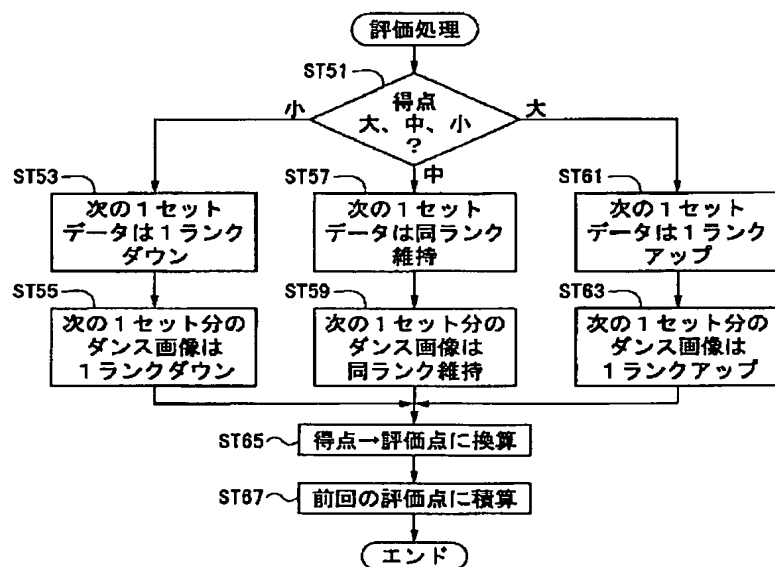 評価処理
ST51
得点
大、中、小
?
小
大
中
ST53
次の1セット
データは1ランク
ダウン
ST57
次の1セット
データは同ランク
維持
ST61
次の1セット
データは1ランク
アップ
ST55
次の1セット分の
ダンス画像は
1ランクダウン
ST59
次の1セット分の
ダンス画像は
同ランク維持
ST63
次の1セット分の
ダンス画像は
1ランクアップ
ST65
得点→評価点に換算
ST67
前回の評価点に積算
エンド